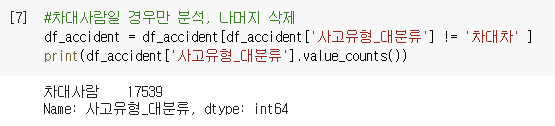 [7] #차대사람일 경우만 분석, 나머지 삭제
df_accident = df_accident[df_accident['사고유형_대분류'] != '차대차' ]
print(df_accident['사고유형_대분류'].value_counts())
차대사람 17539
Name: 사고유형_대분류, dtype: int64